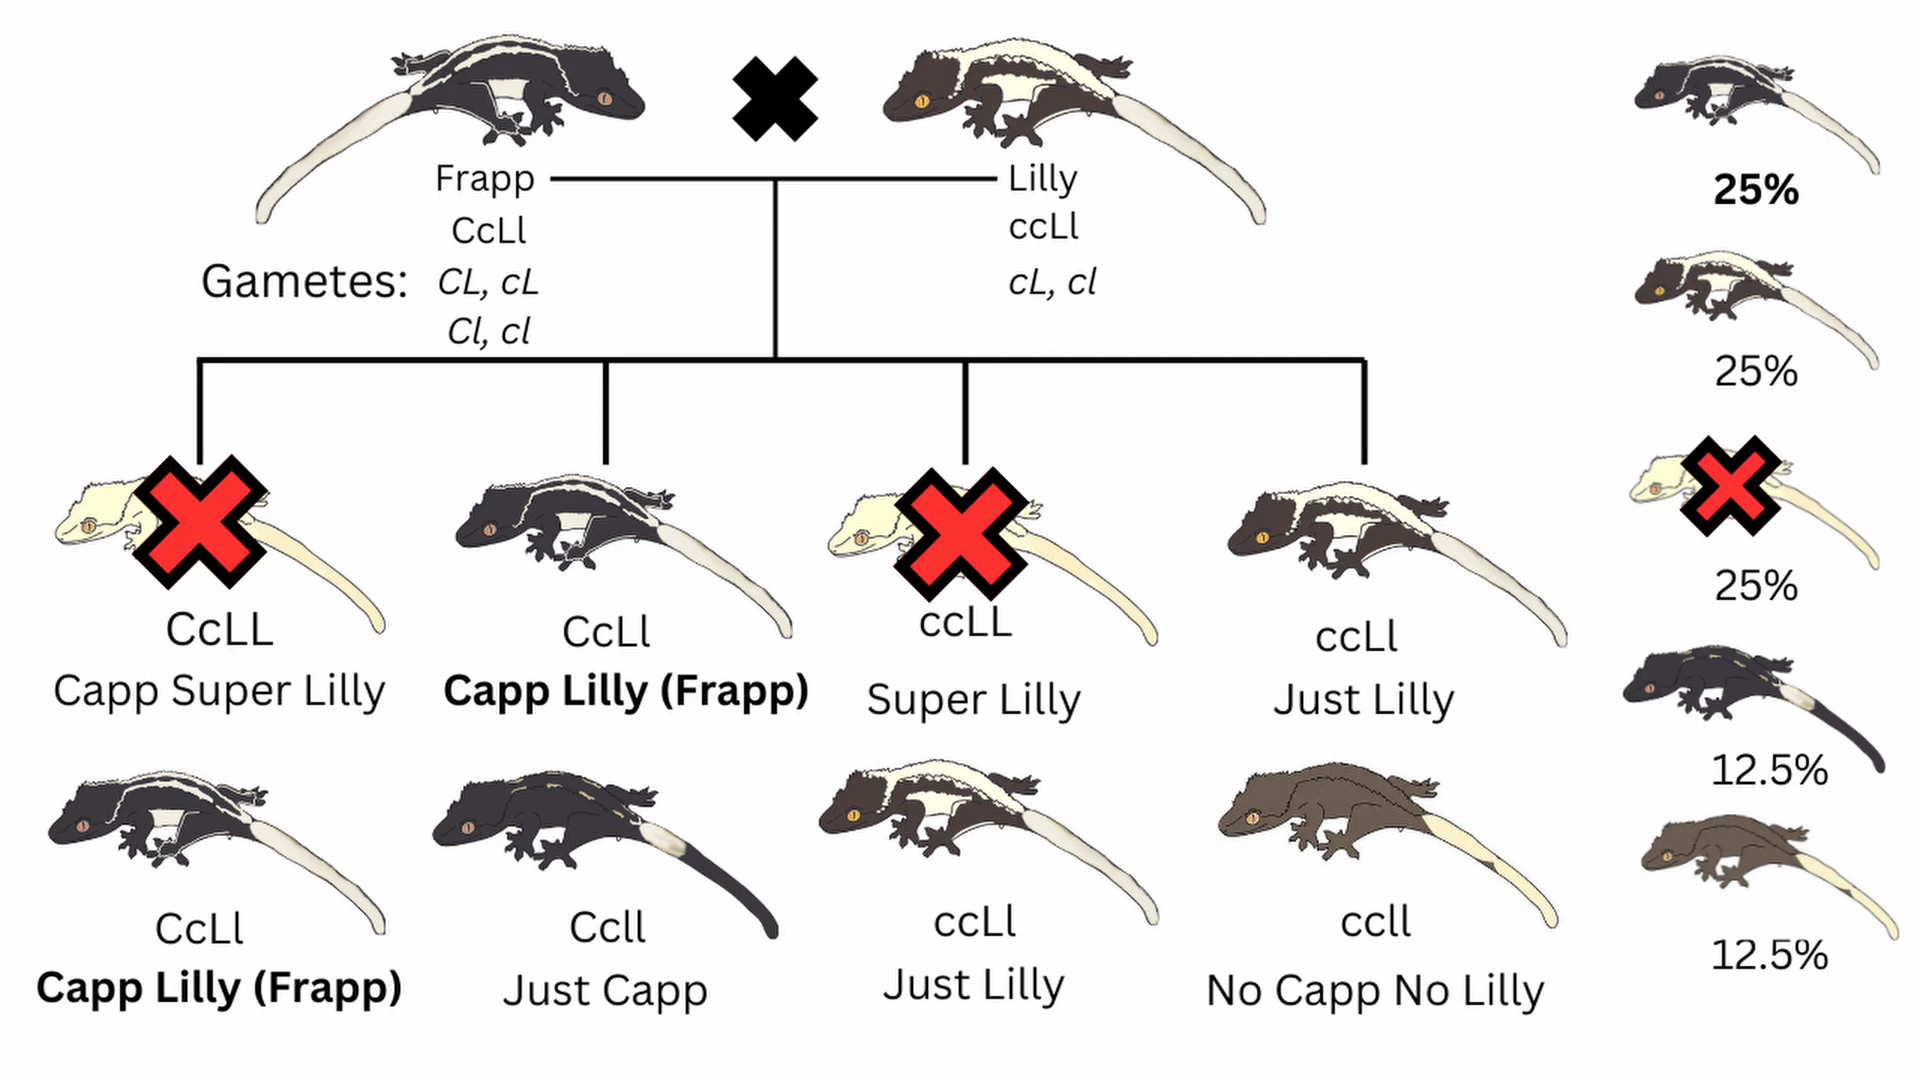 Frapp
Lilly
CcLl
ccLl
Gametes:
CL, cL
cL, cl
Cl, cl
CcLL
Capp Super Lilly
CcLl
Capp Lilly (Frapp)
ccLL
Super Lilly
ccLl
Just Lilly
CcLl
Capp Lilly (Frapp)
Ccll
Just Capp
ccLl
Just Lilly
ccll
No Capp No Lilly
25%
25%
25%
12.5%
12.5%